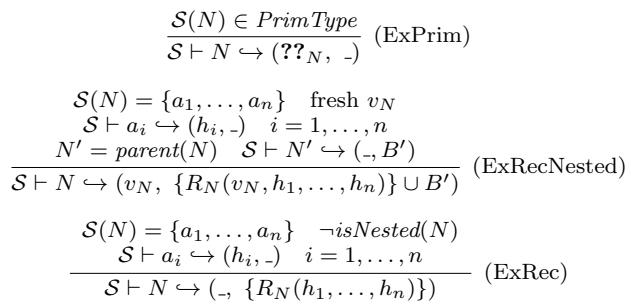 S(N) ∈ PrimType
S ⊢ N ↪ (??_N, _) (ExPrim)
S(N) = {a_1, . . . , a_n} fresh v_N
S ⊢ a_i ↪ (h_i, _) i = 1, . . . , n
N′ = parent(N) S ⊢ N′ ↪ (_, B′)
S ⊢ N ↪ (v_N, {R_N(v_N, h_1, . . . , h_n)} ∪ B′) (ExRecNested)
S(N) = {a_1, . . . , a_n} ¬isNested(N)
S ⊢ a_i ↪ (h_i, _) i = 1, . . . , n
S ⊢ N ↪ (_, {R_N(h_1, . . . , h_n)}) (ExRec)